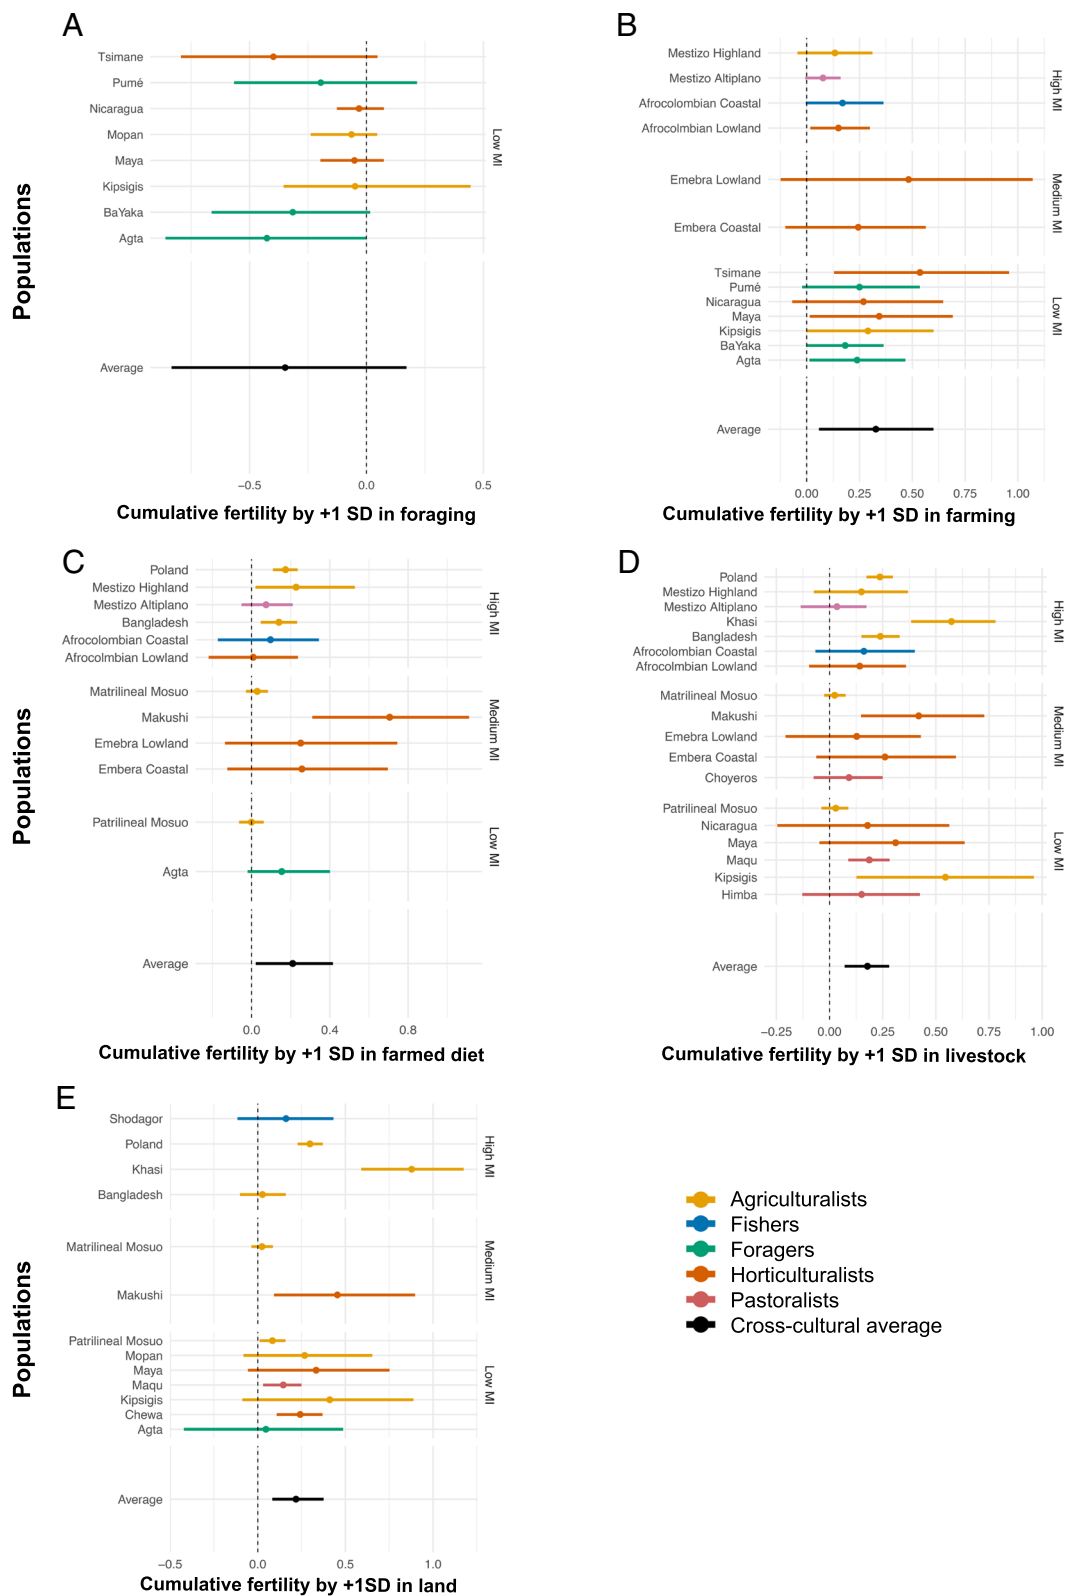 A
Populations
Tsimane
Pumé
Nicaragua
Mopan
Maya
Kipsigis
BaYaka
Agta
Low MI
Average
−0.5 0.0 0.5
Cumulative fertility by +1 SD in foraging
B
Mestizo Highland
Mestizo Altiplano
Afrocolombian Coastal
Afrocolmbian Lowland
High MI
Emebra Lowland
Embera Coastal
Medium MI
Tsimane
Pumé
Nicaragua
Maya
Kipsigis
BaYaka
Agta
Low MI
Average
0.00 0.25 0.50 0.75 1.00
Cumulative fertility by +1 SD in farming
C
Populations
Poland
Mestizo Highland
Mestizo Altiplano
Bangladesh
Afrocolombian Coastal
Afrocolmbian Lowland
High MI
Matrilineal Mosuo
Makushi
Emebra Lowland
Embera Coastal
Medium MI
Patrilineal Mosuo
Agta
Low MI
Average
0.0 0.4 0.8
Cumulative fertility by +1 SD in farmed diet
D
Poland
Mestizo Highland
Mestizo Altiplano
Khasi
Bangladesh
Afrocolombian Coastal
Afrocolmbian Lowland
High MI
Matrilineal Mosuo
Makushi
Emebra Lowland
Embera Coastal
Choyeros
Medium MI
Patrilineal Mosuo
Nicaragua
Maya
Maqu
Kipsigis
Himba
Low MI
Average
−0.25 0.00 0.25 0.50 0.75 1.00
Cumulative fertility by +1 SD in livestock
E
Populations
Shodagor
Poland
Khasi
Bangladesh
High MI
Matrilineal Mosuo
Makushi
Medium MI
Patrilineal Mosuo
Mopan
Maya
Maqu
Kipsigis
Chewa
Agta
Low MI
Average
−0.5 0.0 0.5 1.0
Cumulative fertility by +1SD in land
Agriculturalists
Fishers
Foragers
Horticulturalists
Pastoralists
Cross-cultural average